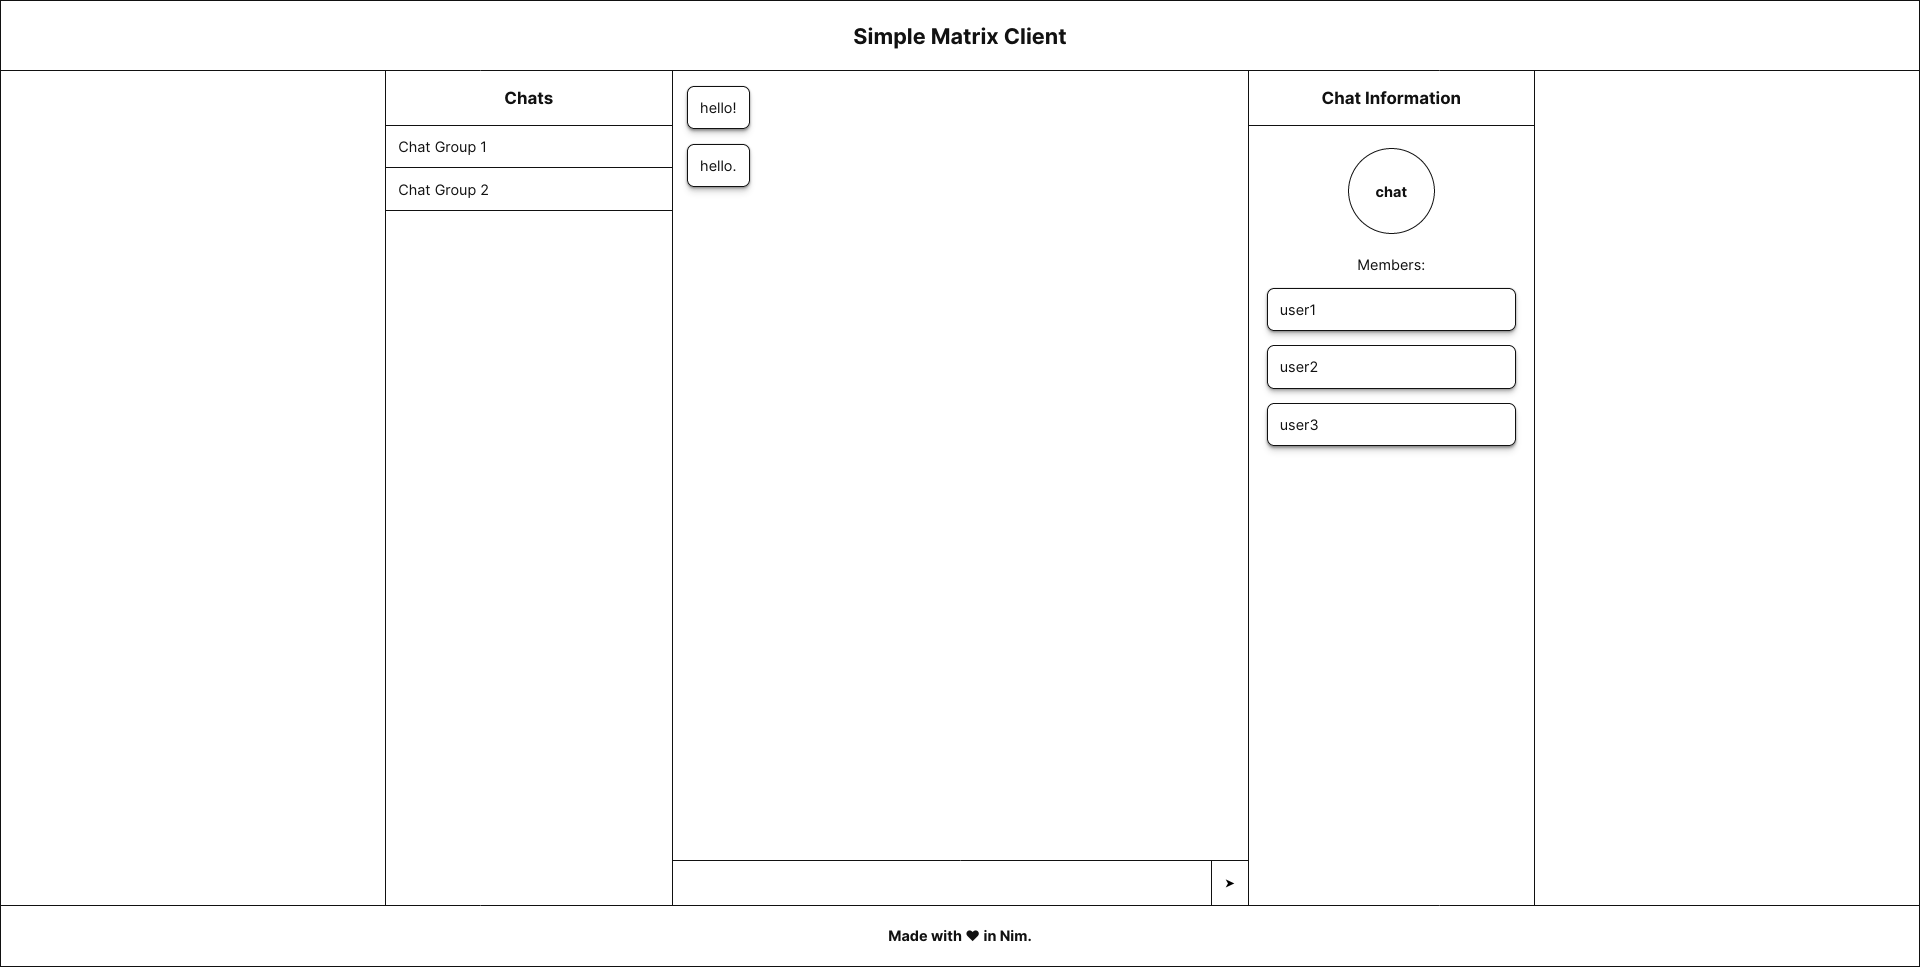 Simple Matrix Client
Chats
Chat Group 1
Chat Group 2
hello!
hello.
➤
Chat Information
chat
Members:
user1
user2
user3
Made with ♥ in Nim.